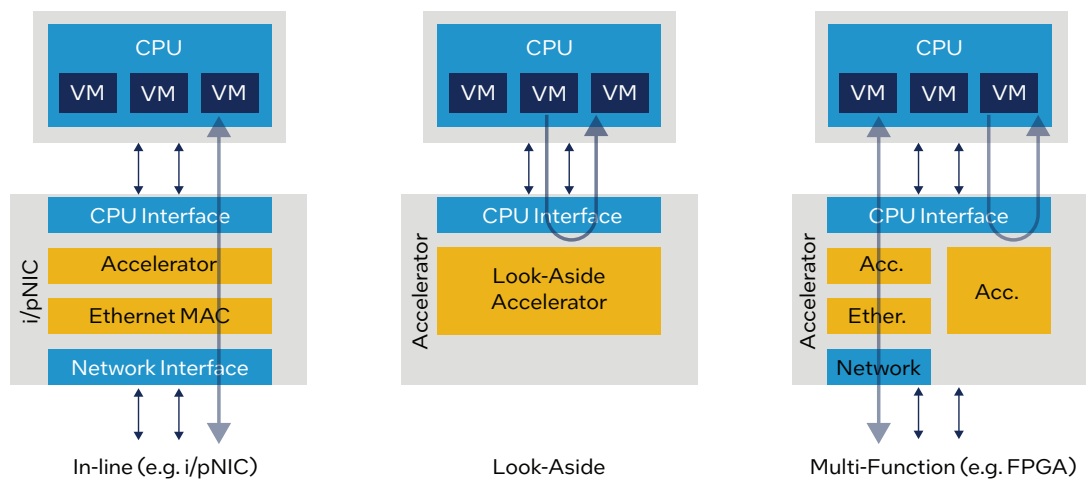 CPU
VM
VM
VM
CPU Interface
Accelerator
Ethernet MAC
Network Interface
i/pNIC
In-line (e.g. i/pNIC)
CPU
VM
VM
VM
CPU Interface
Look-Aside
Accelerator
Accelerator
Look-Aside
CPU
VM
VM
VM
CPU Interface
Acc.
Ether.
Acc.
Network
Accelerator
Multi-Function (e.g. FPGA)